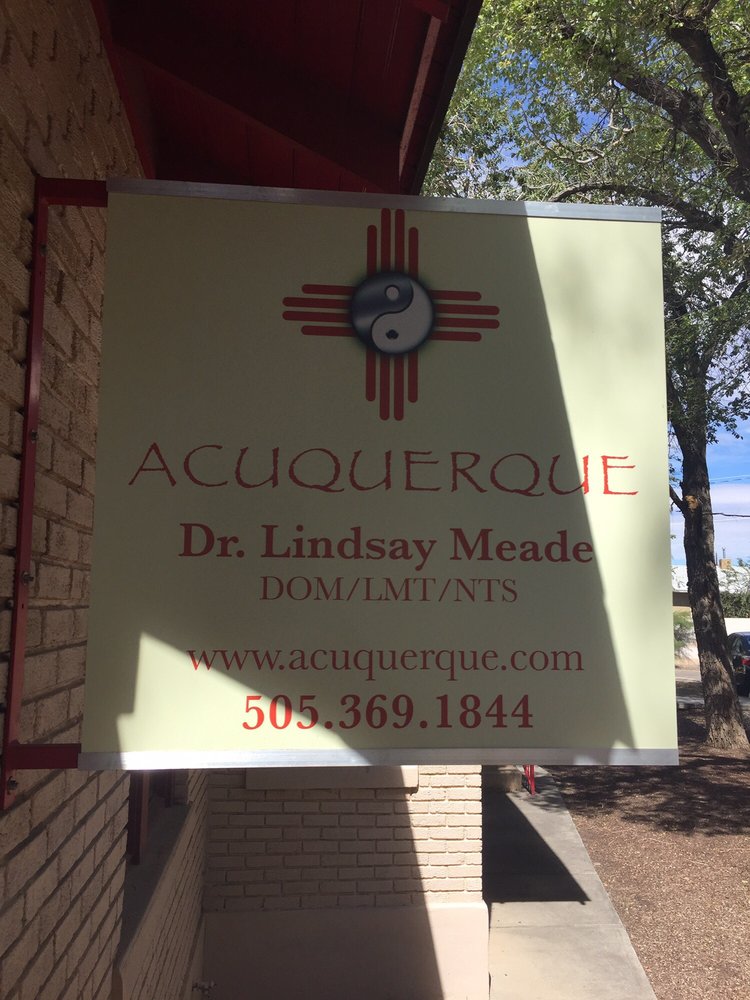 ACUQUERQUE
Dr. Lindsay Meade
DOM/LMT/NTS
www.acuquerque.com
505.369.1844